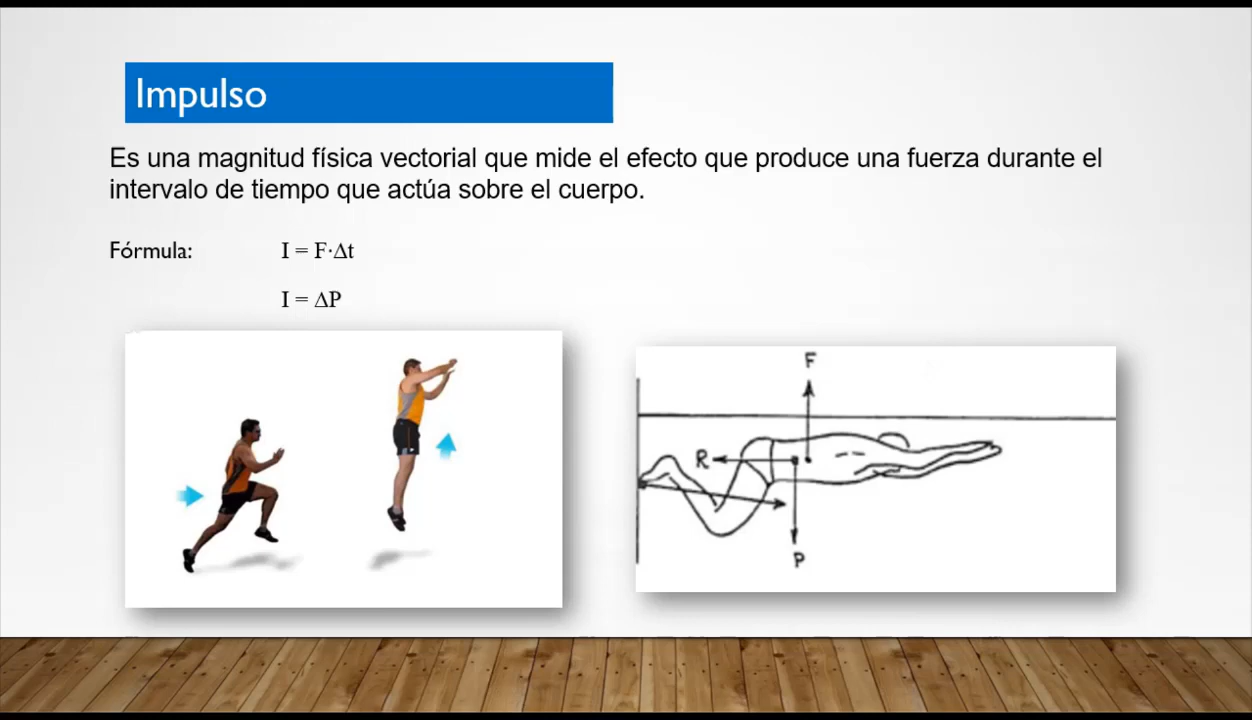 Impulso
Es una magnitud física vectorial que mide el efecto que produce una fuerza durante el
intervalo de tiempo que actúa sobre el cuerpo.
Fórmula: I = F·Δt
I = ΔP
F
R
P